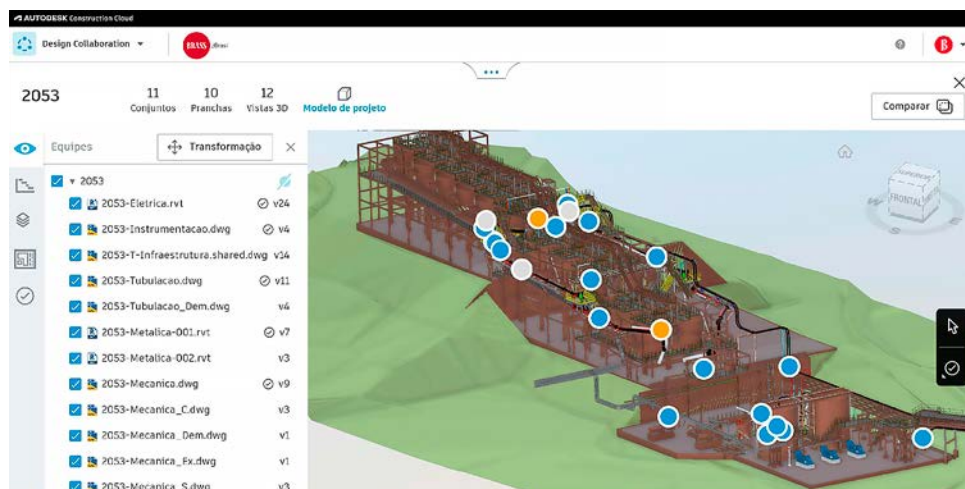 AUTODESK Construction Cloud
Design Collaboration
BRASS Brasil
B
2053
11 Conjuntos
10 Pranchas
12 Vistas 3D
Modelo de projeto
Comparar
Equipes
Transformação
2053
2053-Eletrica.rvt v24
2053-Instrumentacao.dwg v4
2053-T-Infraestrutura.shared.dwg v14
2053-Tubulacao.dwg v11
2053-Tubulacao_Dem.dwg v4
2053-Metalica-001.rvt v7
2053-Metalica-002.rvt v3
2053-Mecanica.dwg v9
2053-Mecanica_C.dwg v3
2053-Mecanica_Dem.dwg v1
2053-Mecanica_Ex.dwg v1
2053-Mecanica_S.dwg v3
SUPERIOR
FRONTAL